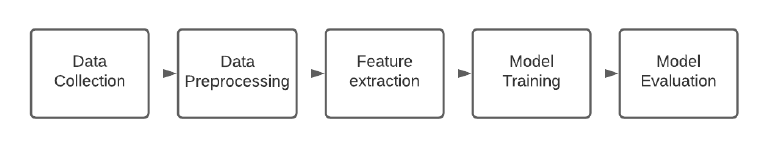 Data
Collection
Data
Preprocessing
Feature
extraction
Model
Training
Model
Evaluation